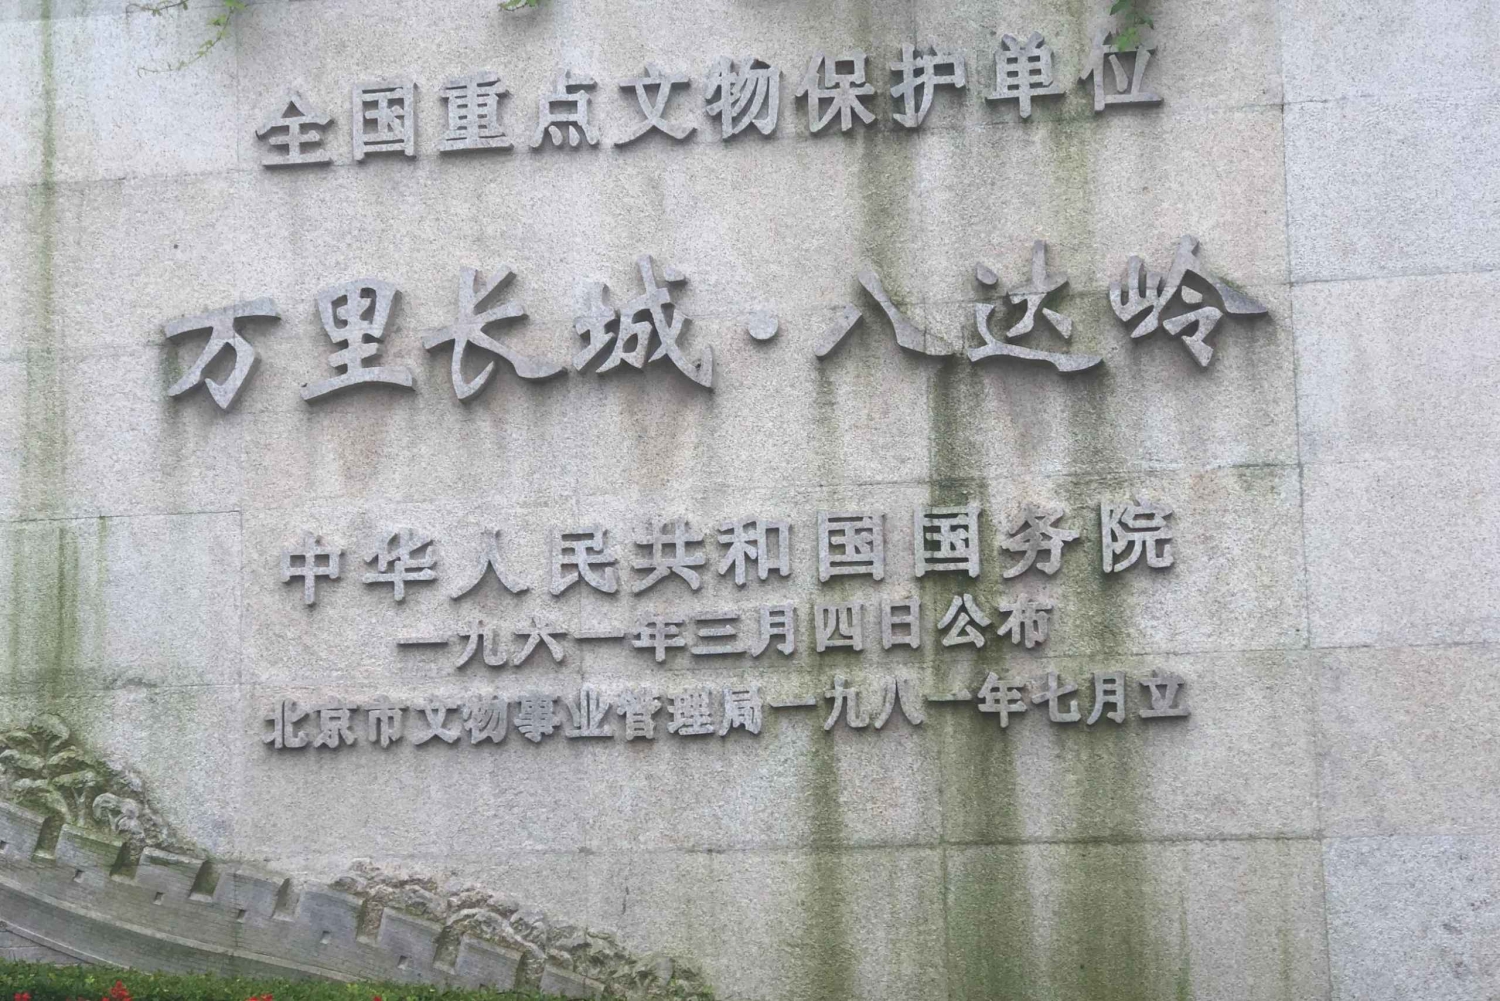 全国重点文物保护单位
万里长城·八达岭
中华人民共和国国务院
一九六一年三月四日公布
北京市文物事业管理局一九八一年七月立